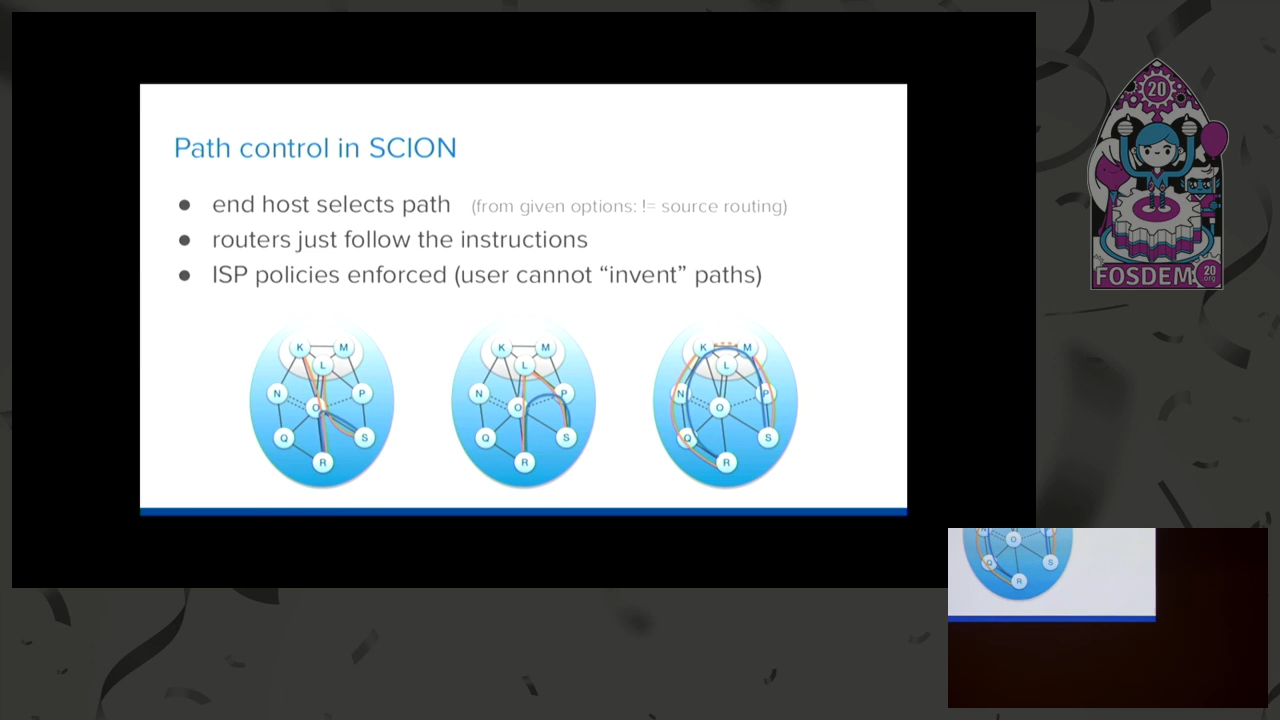 Path control in SCION
● end host selects path (from given options: != source routing)
● routers just follow the instructions
● ISP policies enforced (user cannot “invent” paths)
K M
L
N P
O
Q S
R
K M
L
N P
O
Q S
R
K M
L
N P
O
Q S
R
20
FOSDEM 20
.org
O
Q S
R